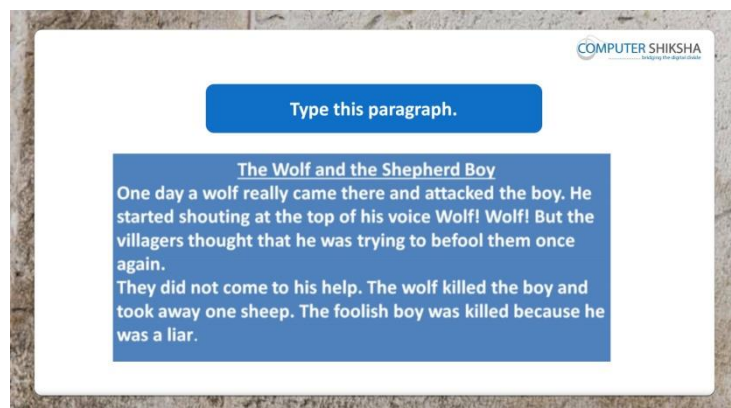 COMPUTER SHIKSHA
bridging the digital divide
Type this paragraph.
The Wolf and the Shepherd Boy
One day a wolf really came there and attacked the boy. He
started shouting at the top of his voice Wolf! Wolf! But the
villagers thought that he was trying to befool them once
again.
They did not come to his help. The wolf killed the boy and
took away one sheep. The foolish boy was killed because he
was a liar.